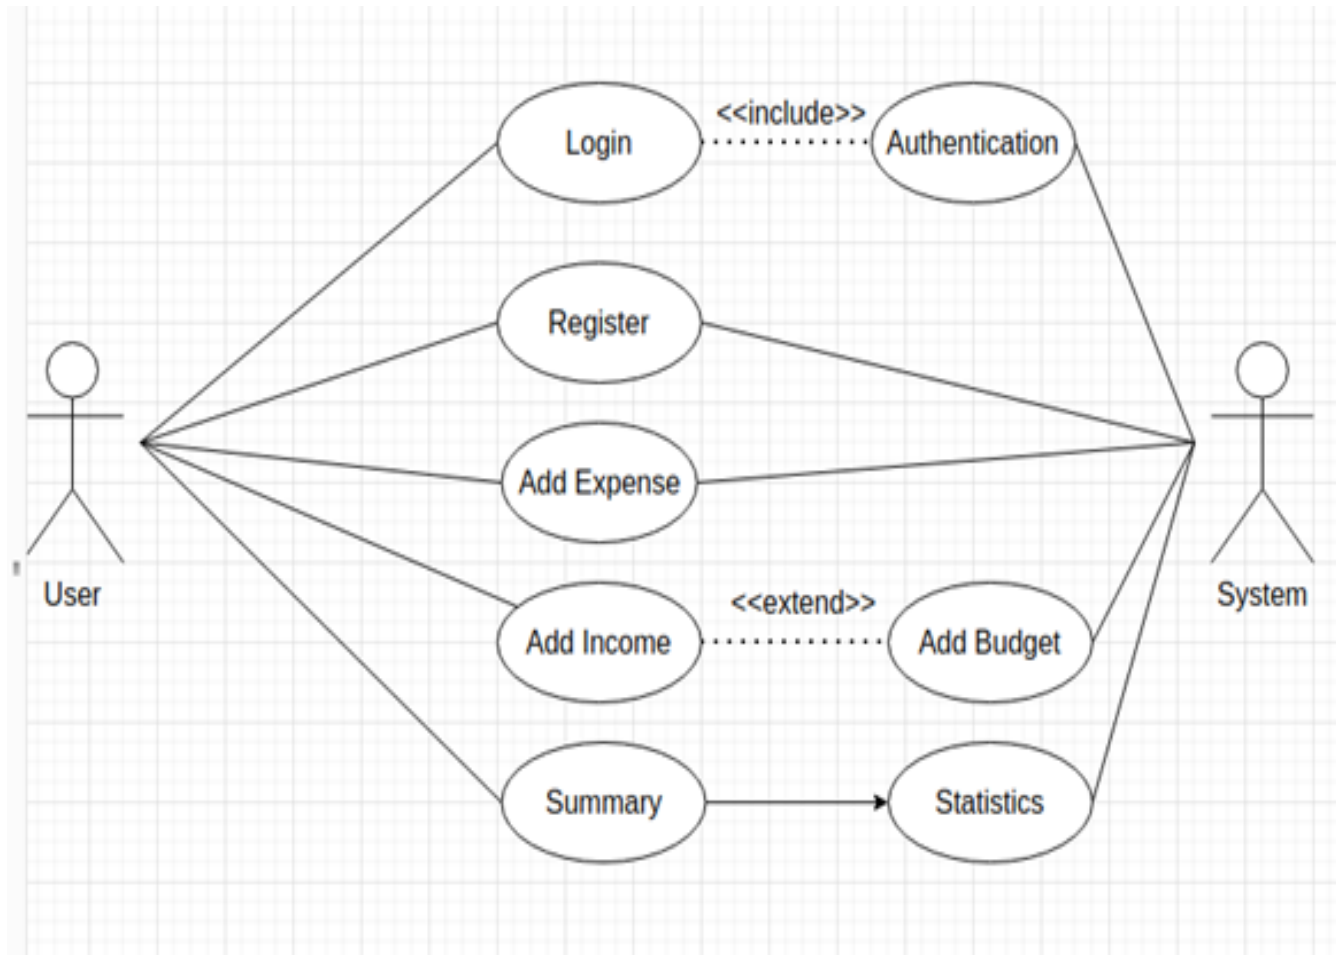 <<include>>
Login
Authentication
Register
Add Expense
User
System
<<extend>>
Add Income
Add Budget
Summary
Statistics